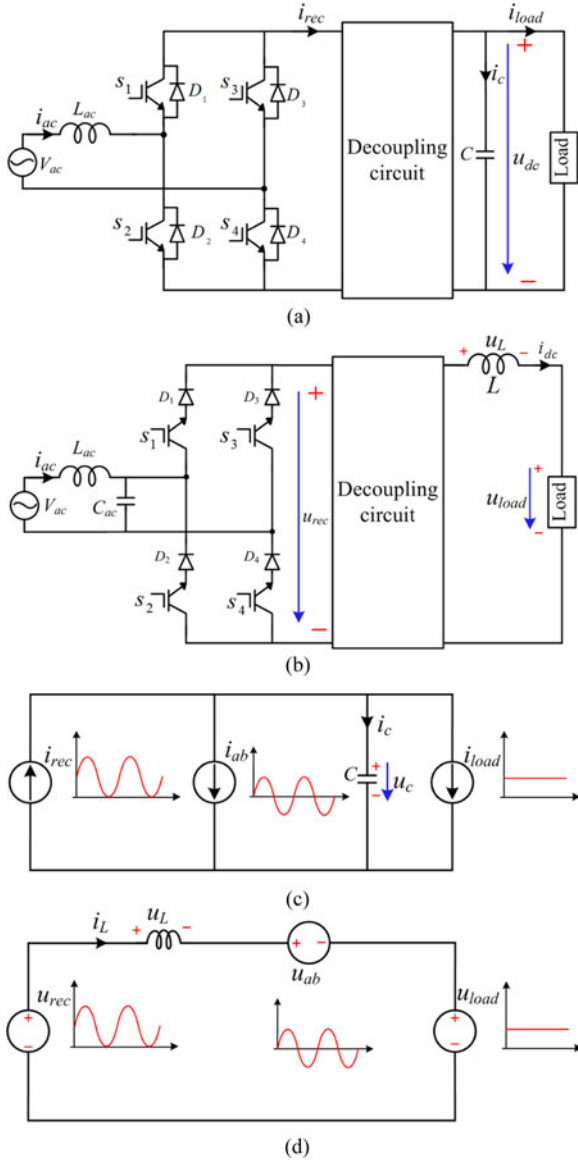 i_rec
i_load
S_1
D_1
S_3
D_3
i_c
+
L_ac
i_ac
V_ac
Decoupling
circuit
C
u_dc
Load
S_2
D_2
S_4
D_4
−
(a)
u_L
+ − i_dc
L
D_1
D_3
+
S_1
S_3
L_ac
i_ac
V_ac
C_ac
Decoupling
circuit
u_rec
u_load
+
−
Load
D_2
D_4
S_2
S_4
−
(b)
i_c
i_rec
i_ab
C
+
−
u_c
i_load
(c)
i_L
u_L
+ −
+ −
u_ab
u_rec
+
−
u_load
+
−
(d)